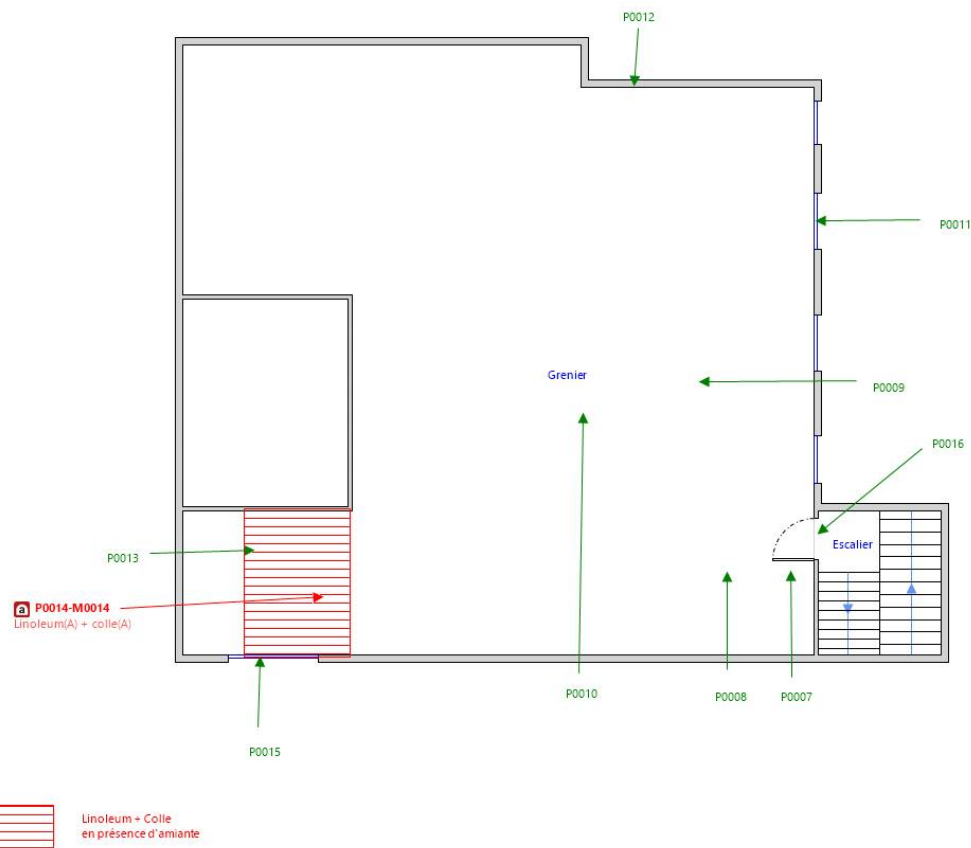 P0012
P0011
Grenier
P0009
P0016
Escalier
P0013
a P0014-M0014
Linoleum(A) + colle(A)
P0010
P0008
P0007
P0015
Linoleum + Colle
en présence d'amiante